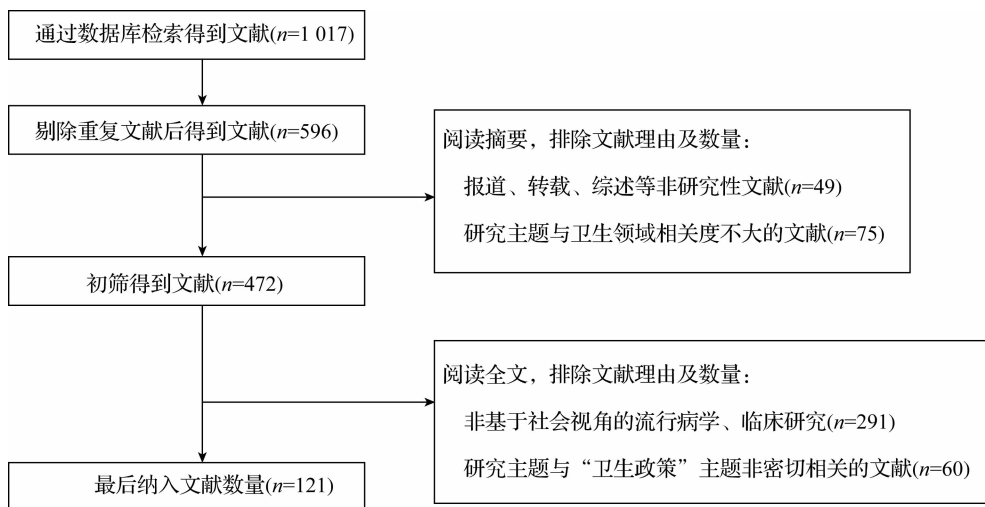 通过数据库检索得到文献(n=1 017)
剔除重复文献后得到文献(n=596)
阅读摘要，排除文献理由及数量：
报道、转载、综述等非研究性文献(n=49)
研究主题与卫生领域相关度不大的文献(n=75)
初筛得到文献(n=472)
阅读全文，排除文献理由及数量：
非基于社会视角的流行病学、临床研究(n=291)
研究主题与“卫生政策”主题非密切相关的文献(n=60)
最后纳入文献数量(n=121)